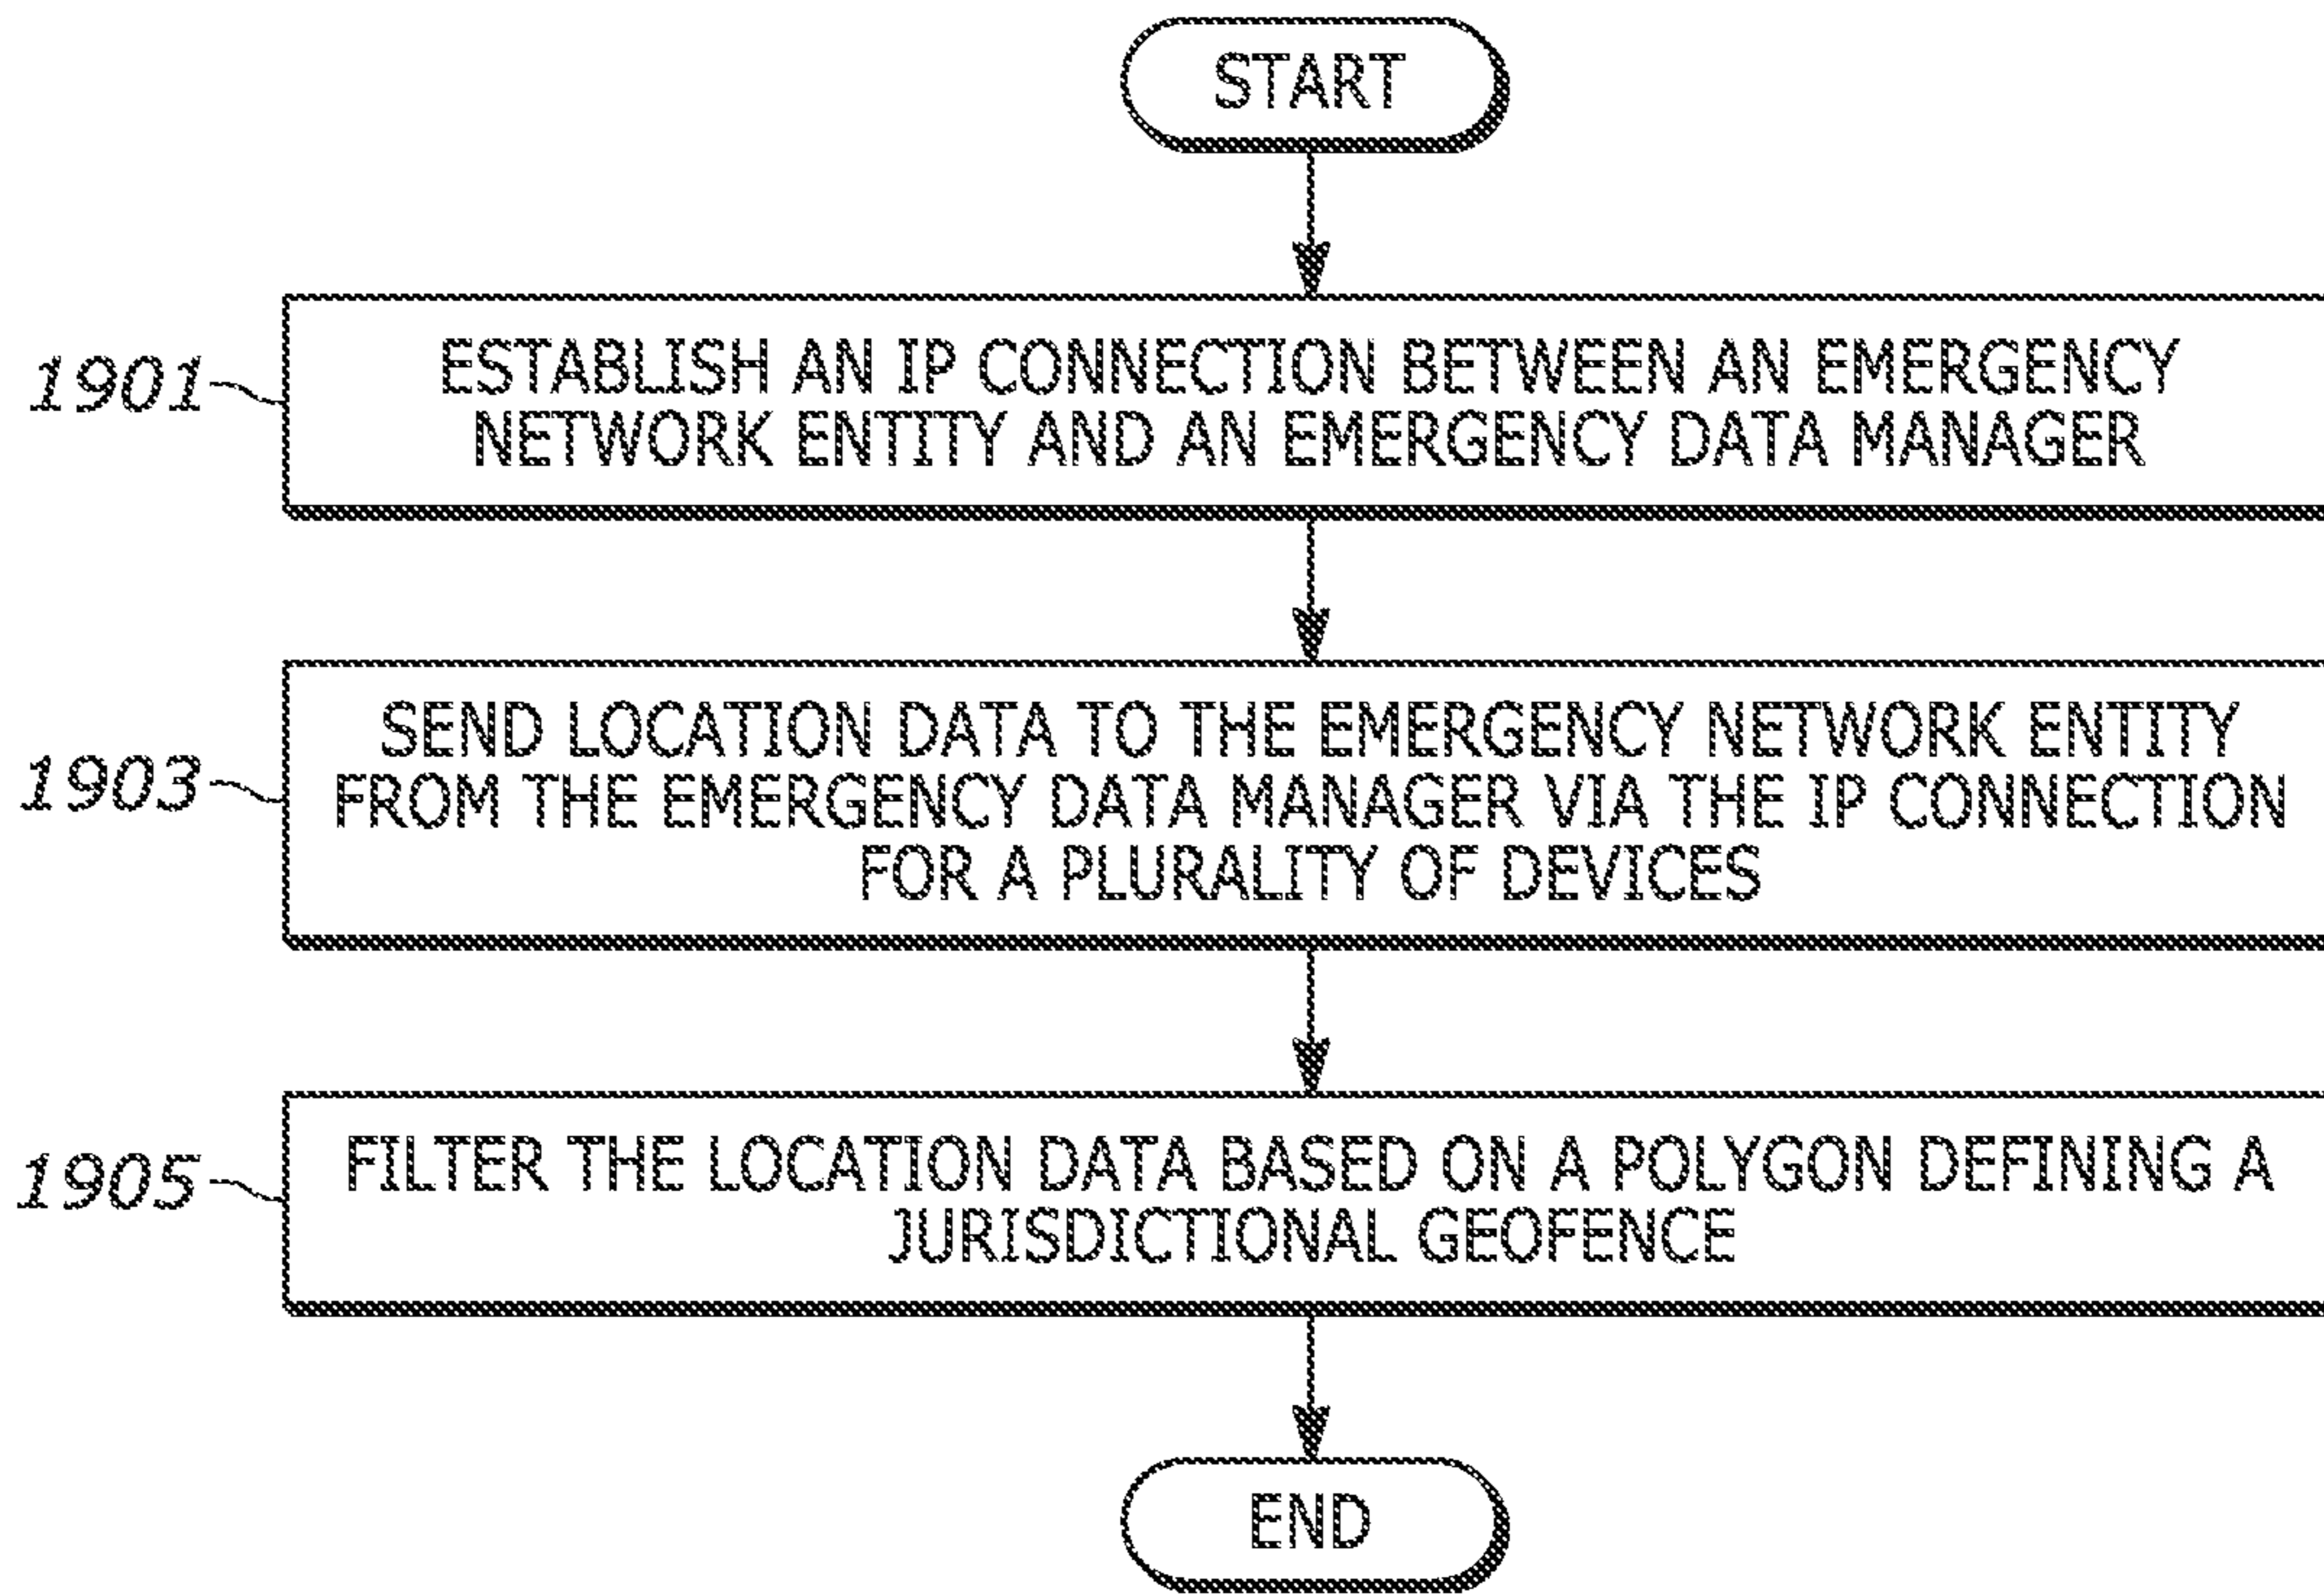 START
1901
ESTABLISH AN IP CONNECTION BETWEEN AN EMERGENCY
NETWORK ENTITY AND AN EMERGENCY DATA MANAGER
1903
SEND LOCATION DATA TO THE EMERGENCY NETWORK ENTITY
FROM THE EMERGENCY DATA MANAGER VIA THE IP CONNECTION
FOR A PLURALITY OF DEVICES
1905
FILTER THE LOCATION DATA BASED ON A POLYGON DEFINING A
JURISDICTIONAL GEOFENCE
END